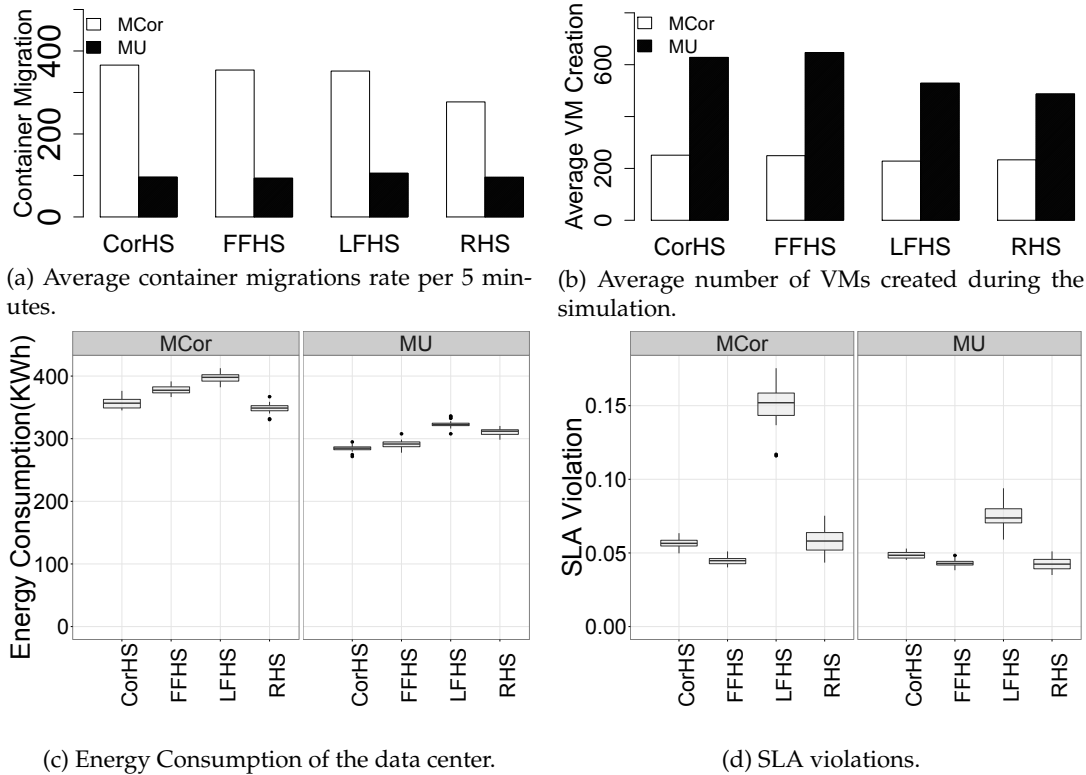 Container Migration
0
200
400
MCor
MU
CorHS
FFHS
LFHS
RHS
(a) Average container migrations rate per 5 min-
utes.
Average VM Creation
0
200
600
MCor
MU
CorHS
FFHS
LFHS
RHS
(b) Average number of VMs created during the
simulation.
Energy Consumption(KWh)
MCor
MU
400
300
200
100
0
CorHS
FFHS
LFHS
RHS
CorHS
FFHS
LFHS
RHS
(c) Energy Consumption of the data center.
SLA Violation
MCor
MU
0.15
0.10
0.05
0.00
CorHS
FFHS
LFHS
RHS
CorHS
FFHS
LFHS
RHS
(d) SLA violations.